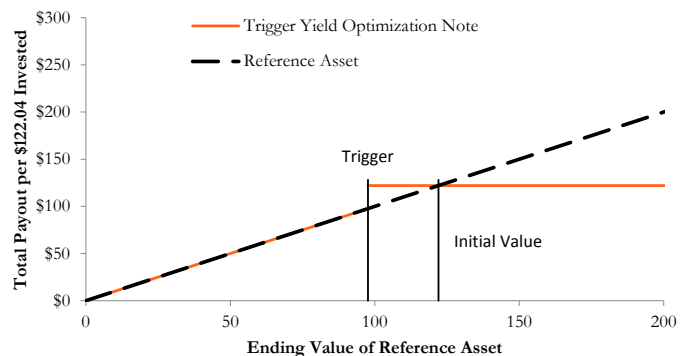 $300
$250
$200
$150
$100
$50
$0
Total Payout per $122.04 Invested
Trigger Yield Optimization Note
Reference Asset
Trigger
Initial Value
0
50
100
150
200
Ending Value of Reference Asset